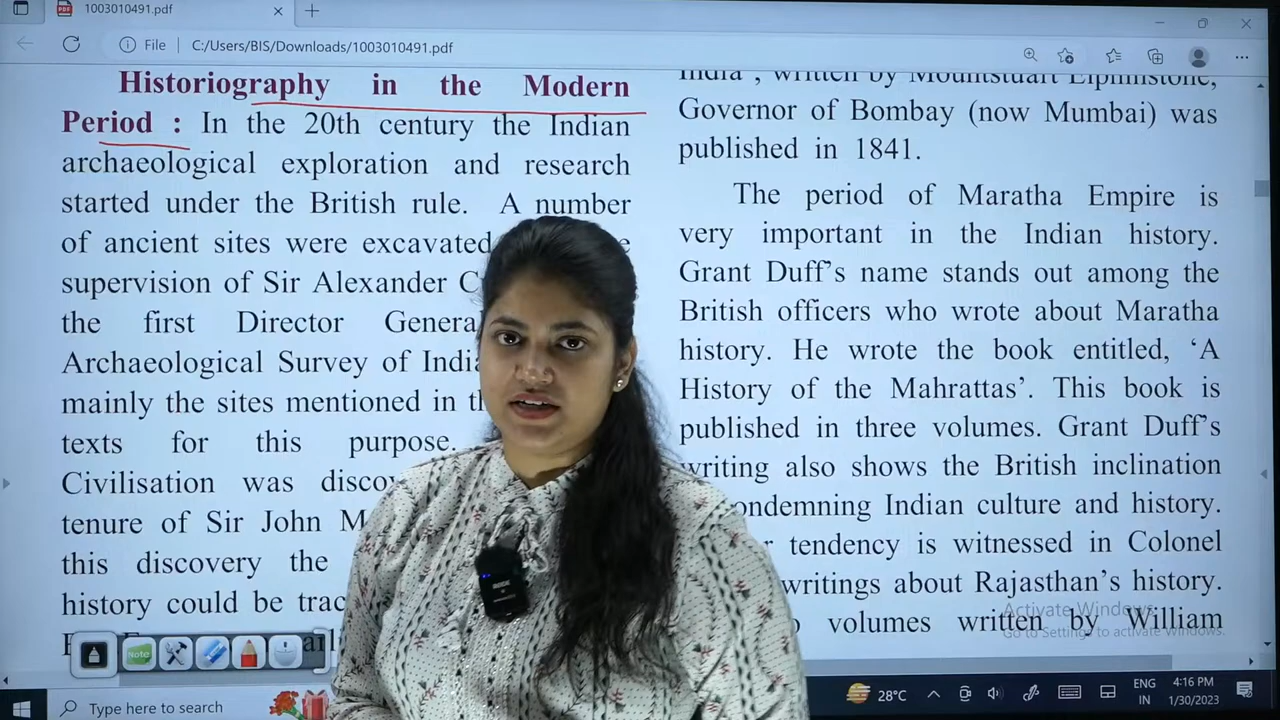 1003010491.pdf
File
C:/Users/BIS/Downloads/1003010491.pdf
Historiography in the Modern
Period : In the 20th century the Indian
archaeological exploration and research
started under the British rule. A number
of ancient sites were excavated
supervision of Sir Alexander
the first Director
Archaeological Survey of
mainly the sites mentioned in
texts for this purpose.
Civilisation was
tenure of Sir John
this discovery the
history could be
India', written by Mountstuart Elphinstone,
Governor of Bombay (now Mumbai) was
published in 1841.
The period of Maratha Empire is
very important in the Indian history.
Grant Duff's name stands out among the
British officers who wrote about Maratha
history. He wrote the book entitled, 'A
History of the Mahrattas'. This book is
published in three volumes. Grant Duff's
writing also shows the British inclination
Indian culture and history.
tendency is witnessed in Colonel
writings about Rajasthan's history.
volumes written by William
Activate Windows
Go to Settings to activate Windows.
Note
Type here to search
28°C
ENG
IN
4:16 PM
1/30/2023